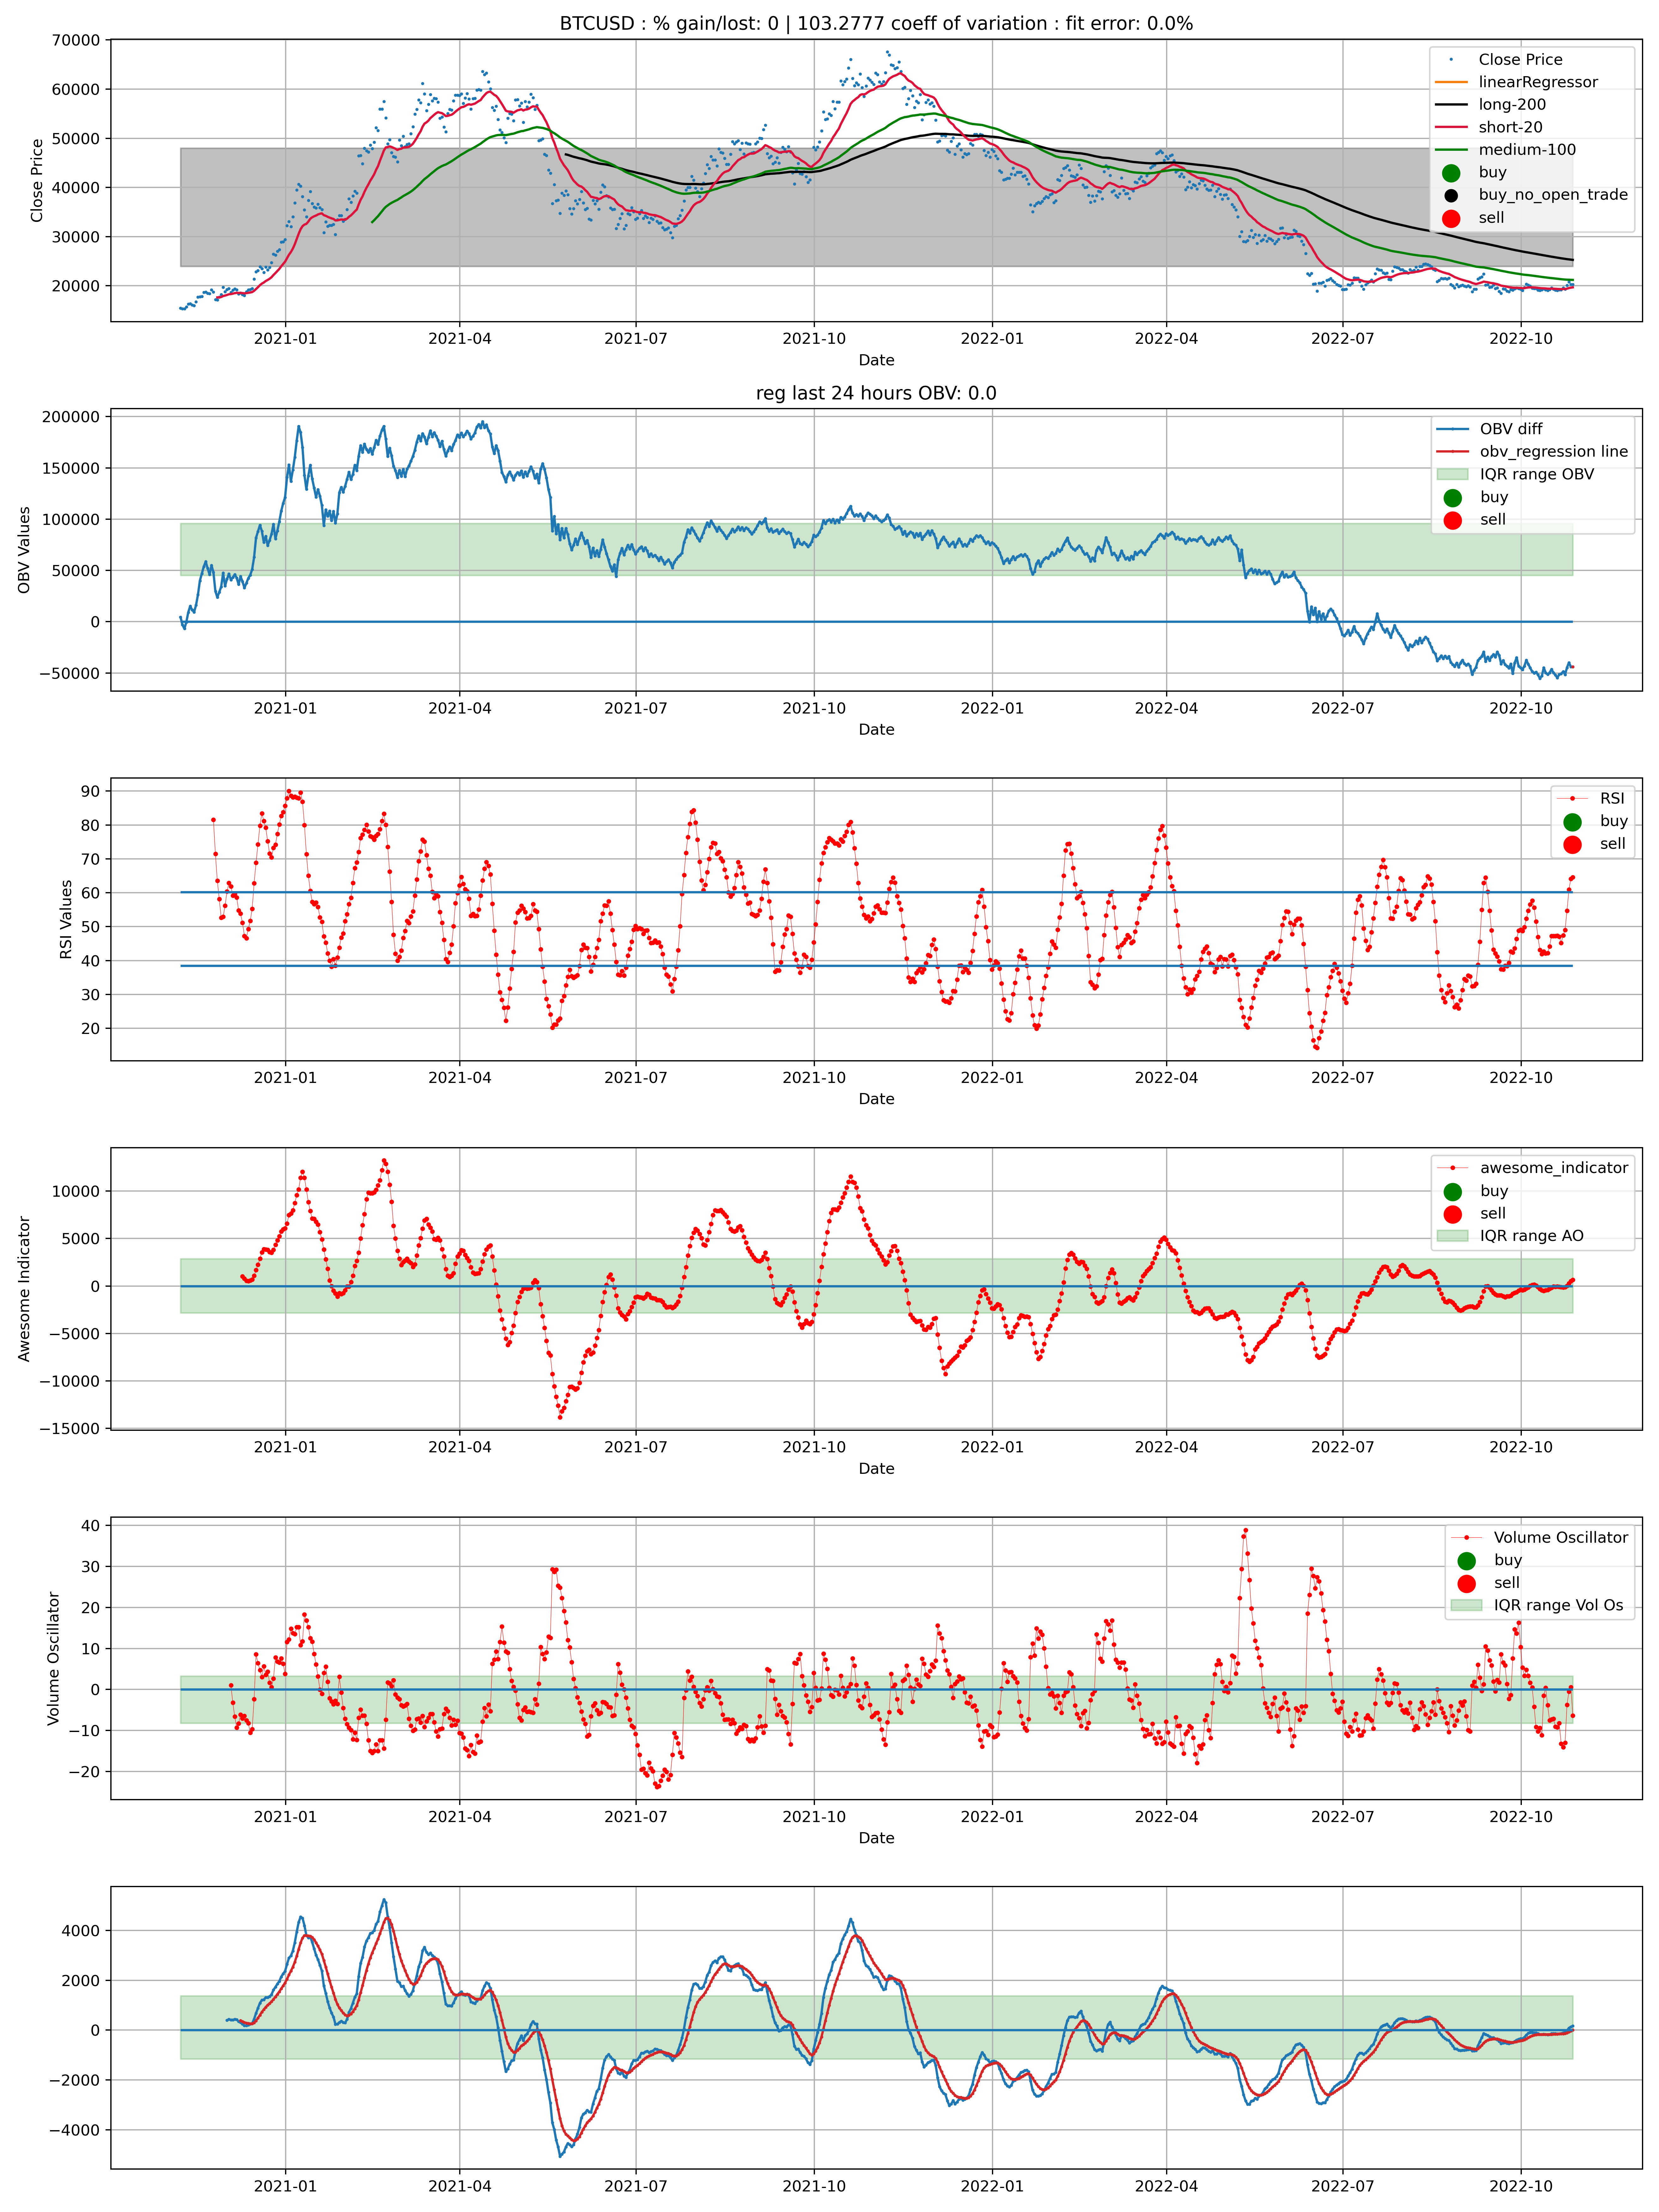 BTCUSD : % gain/lost: 0 | 103.2777 coeff of variation : fit error: 0.0%
70000
60000
50000
40000
30000
20000
Close Price
Close Price
linearRegressor
long-200
short-20
medium-100
buy
buy_no_open_trade
sell
2021-01 2021-04 2021-07 2021-10 2022-01 2022-04 2022-07 2022-10
Date
reg last 24 hours OBV: 0.0
200000
150000
100000
50000
0
−50000
OBV Values
OBV diff
obv_regression line
IQR range OBV
buy
sell
2021-01 2021-04 2021-07 2021-10 2022-01 2022-04 2022-07 2022-10
Date
90
80
70
60
50
40
30
20
RSI Values
RSI
buy
sell
2021-01 2021-04 2021-07 2021-10 2022-01 2022-04 2022-07 2022-10
Date
10000
5000
0
−5000
−10000
−15000
Awesome Indicator
awesome_indicator
buy
sell
IQR range AO
2021-01 2021-04 2021-07 2021-10 2022-01 2022-04 2022-07 2022-10
Date
40
30
20
10
0
−10
−20
Volume Oscillator
Volume Oscillator
buy
sell
IQR range Vol Os
2021-01 2021-04 2021-07 2021-10 2022-01 2022-04 2022-07 2022-10
Date
4000
2000
0
−2000
−4000
2021-01 2021-04 2021-07 2021-10 2022-01 2022-04 2022-07 2022-10